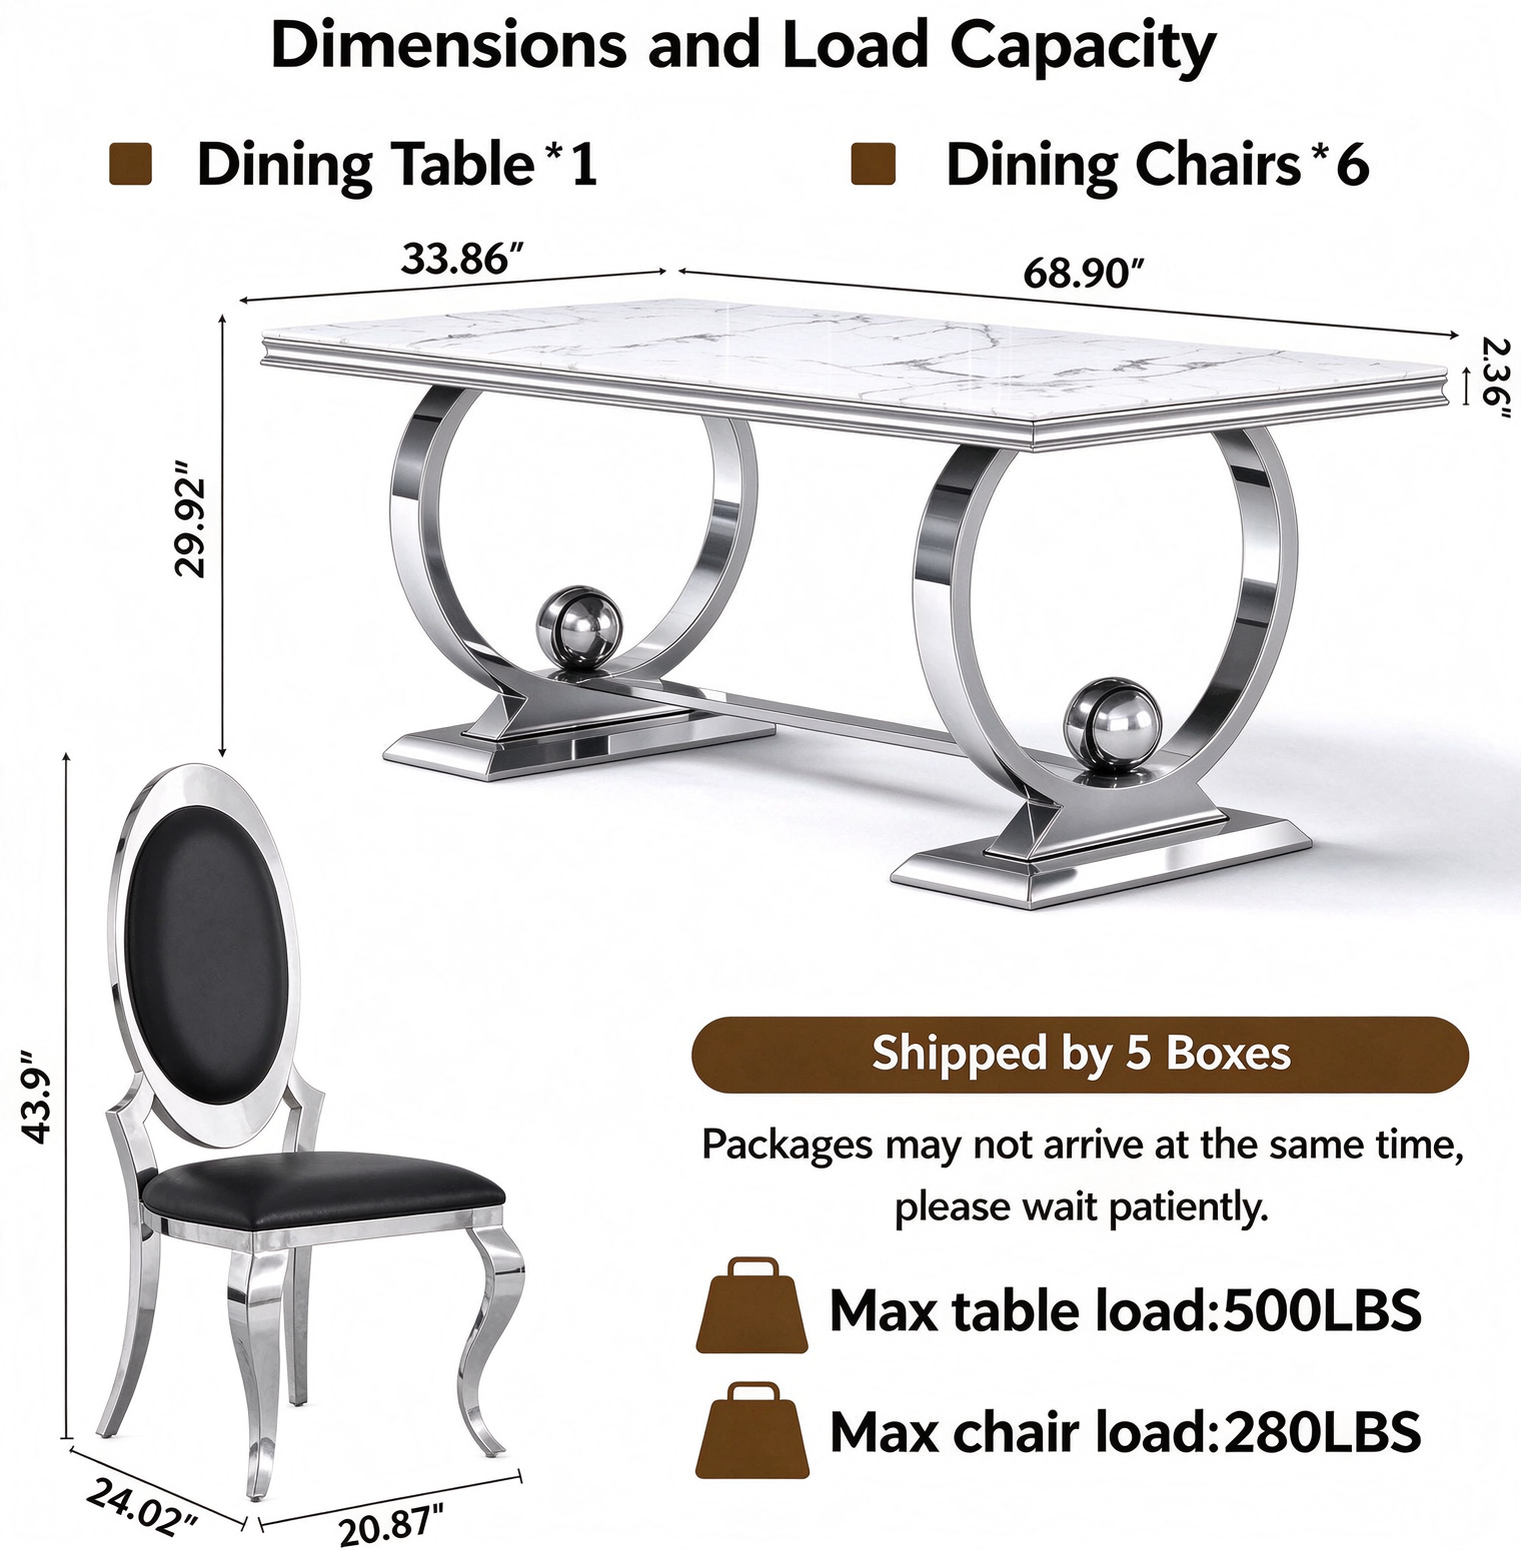 Dimensions and Load Capacity
Dining Table*1
Dining Chairs*6
33.86"
68.90"
2.36"
29.92"
43.9"
24.02"
20.87"
Shipped by 5 Boxes
Packages may not arrive at the same time,
please wait patiently.
Max table load:500LBS
Max chair load:280LBS